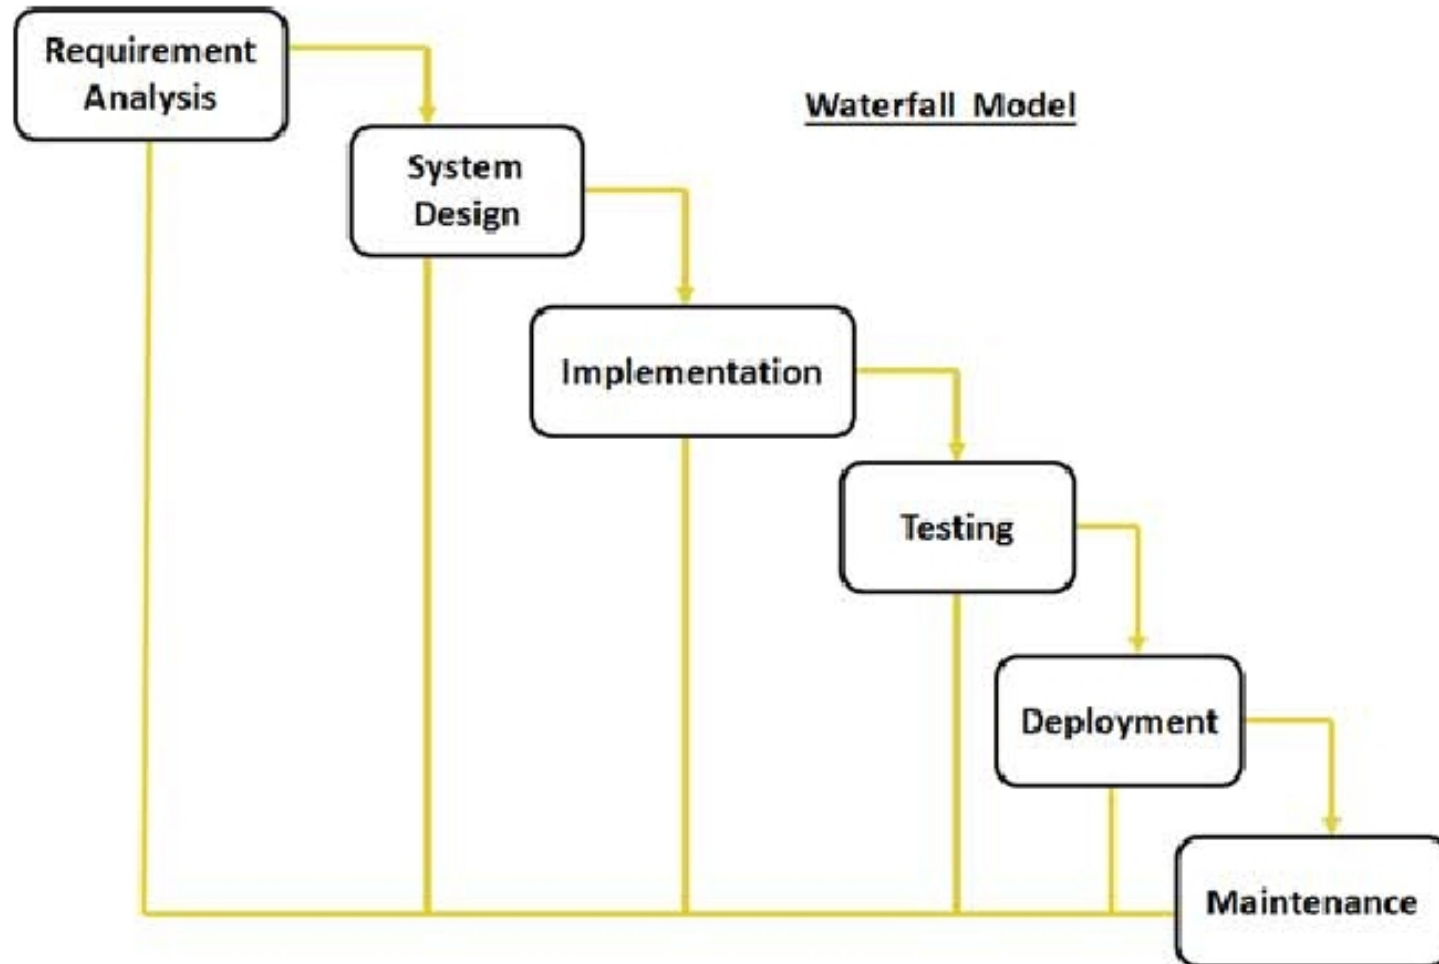 Requirement
Analysis
Waterfall Model
System
Design
Implementation
Testing
Deployment
Maintenance